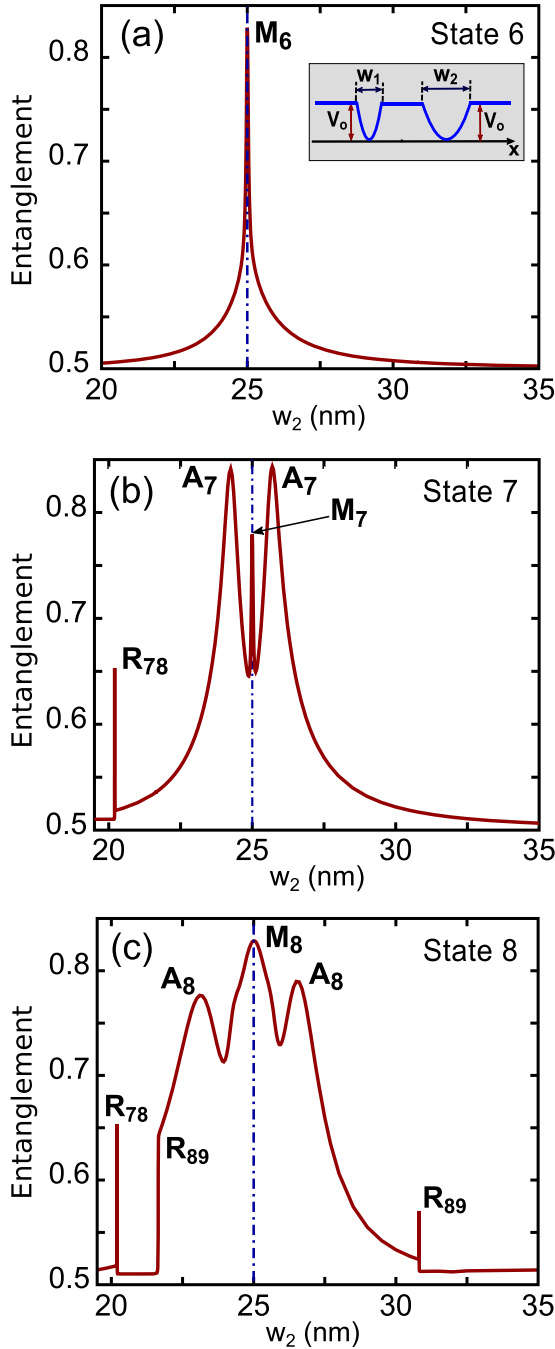 (a) M₆ State 6
w₁ w₂
V₀ V₀
x
Entanglement
0.8
0.7
0.6
0.5
20 25 30 35
w₂ (nm)
(b) A₇ A₇ State 7
M₇
R₇₈
Entanglement
0.8
0.7
0.6
0.5
20 25 30 35
w₂ (nm)
(c) M₈ State 8
A₈ A₈
R₇₈
R₈₉
R₈₉
Entanglement
0.8
0.7
0.6
0.5
20 25 30 35
w₂ (nm)